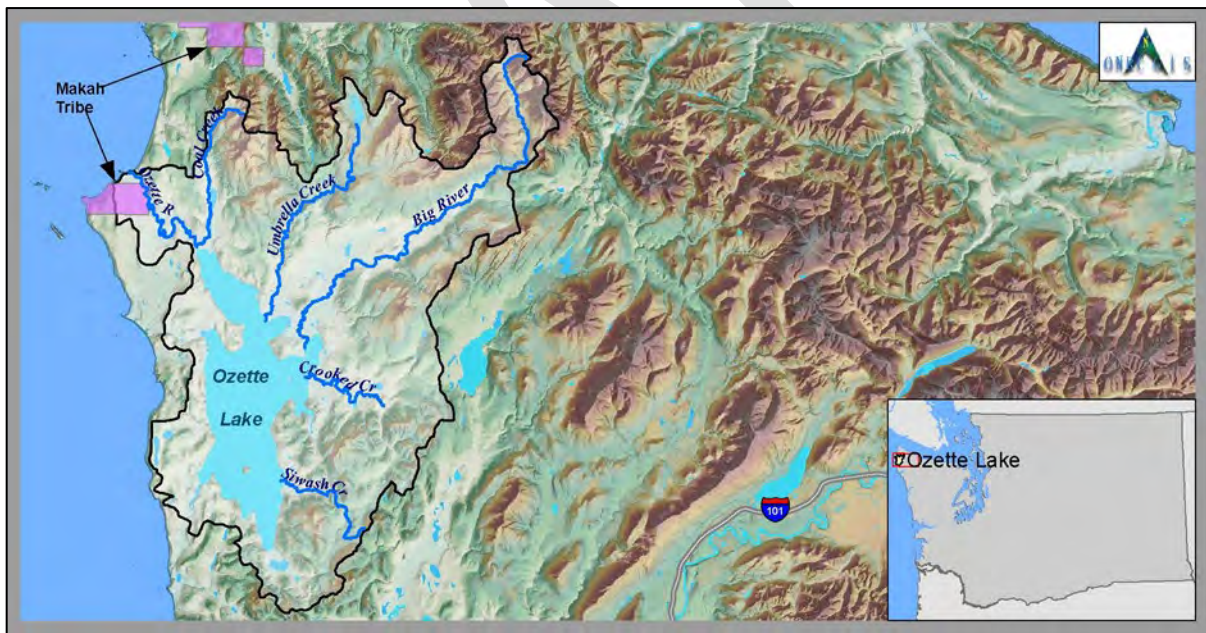 Makah
Tribe
N
Coal Creek
Ozette R
Umbrella Creek
Big River
Crooked Cr
Ozette
Lake
Siwash Cr
101
Ozette Lake